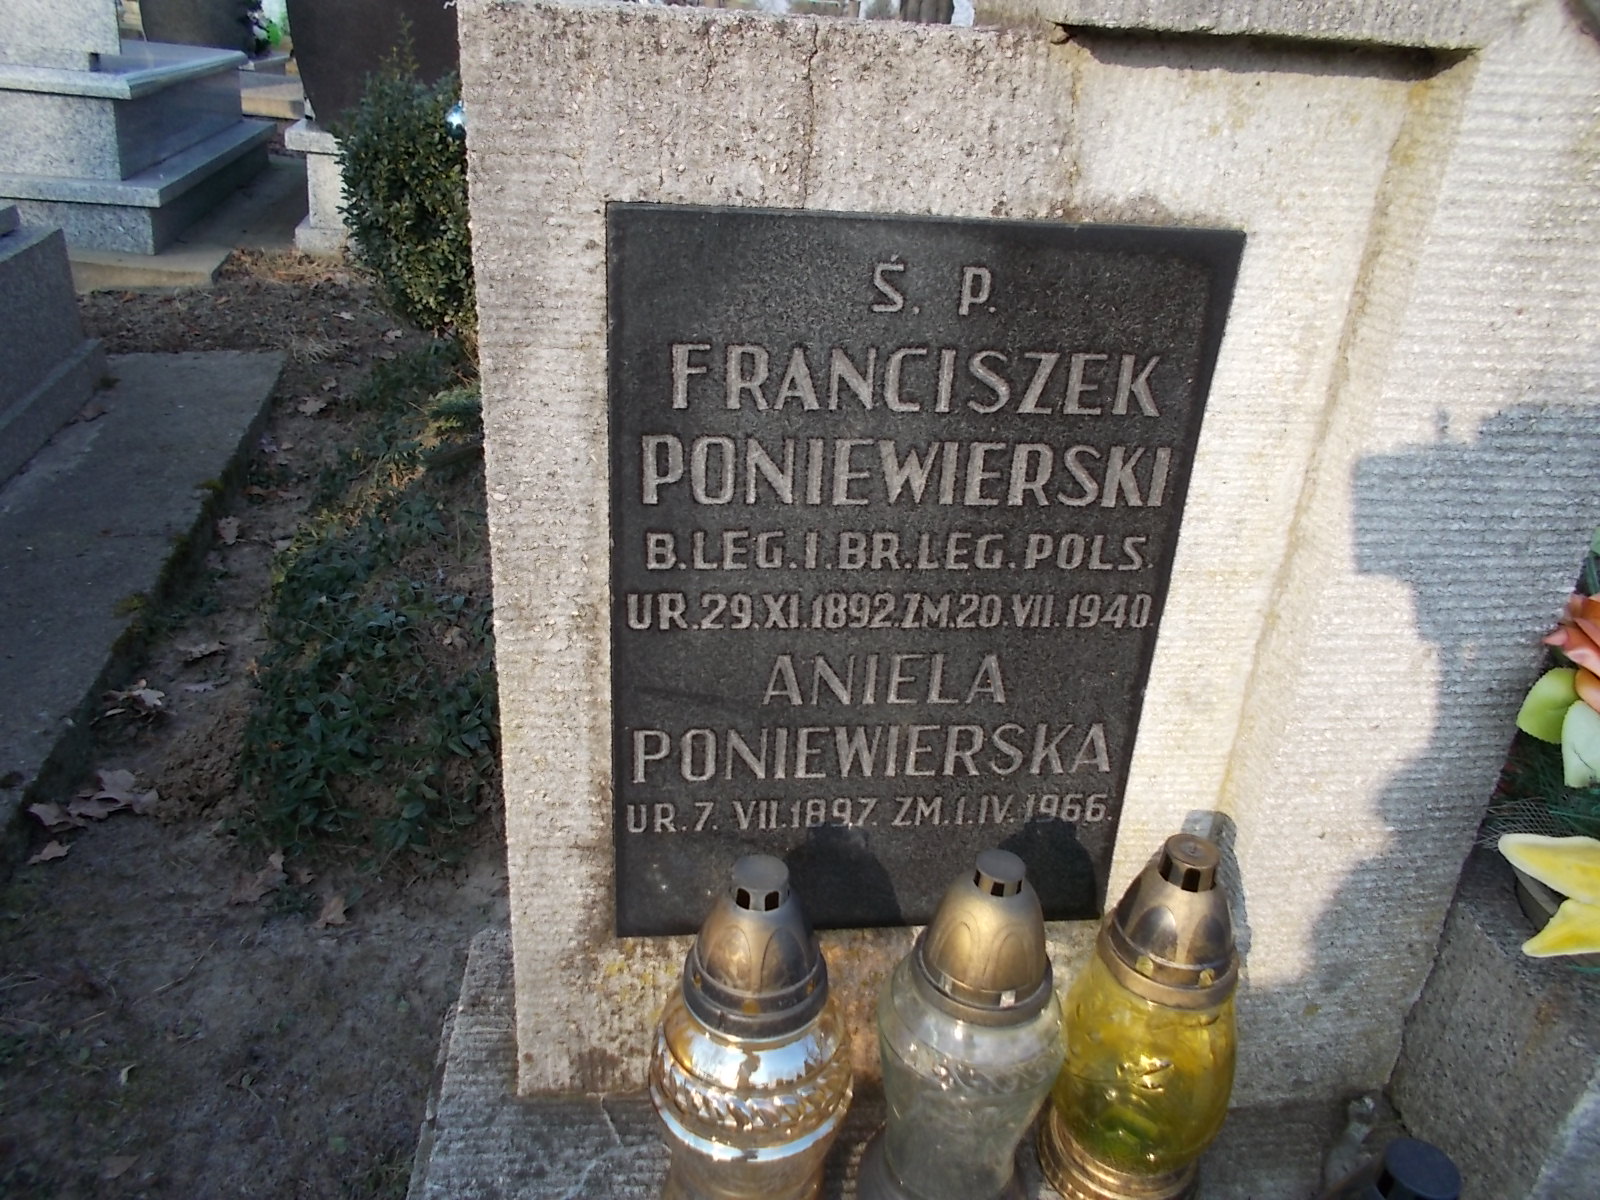 Ś. P.
FRANCISZEK
PONIEWIERSKI
B.LEG.I.BR.LEG.POLS.
UR.29.XI.1892.ZM.20.VII.1940.
ANIELA
PONIEWIERSKA
UR.7. VII.1897. ZM.I.IV.1966.